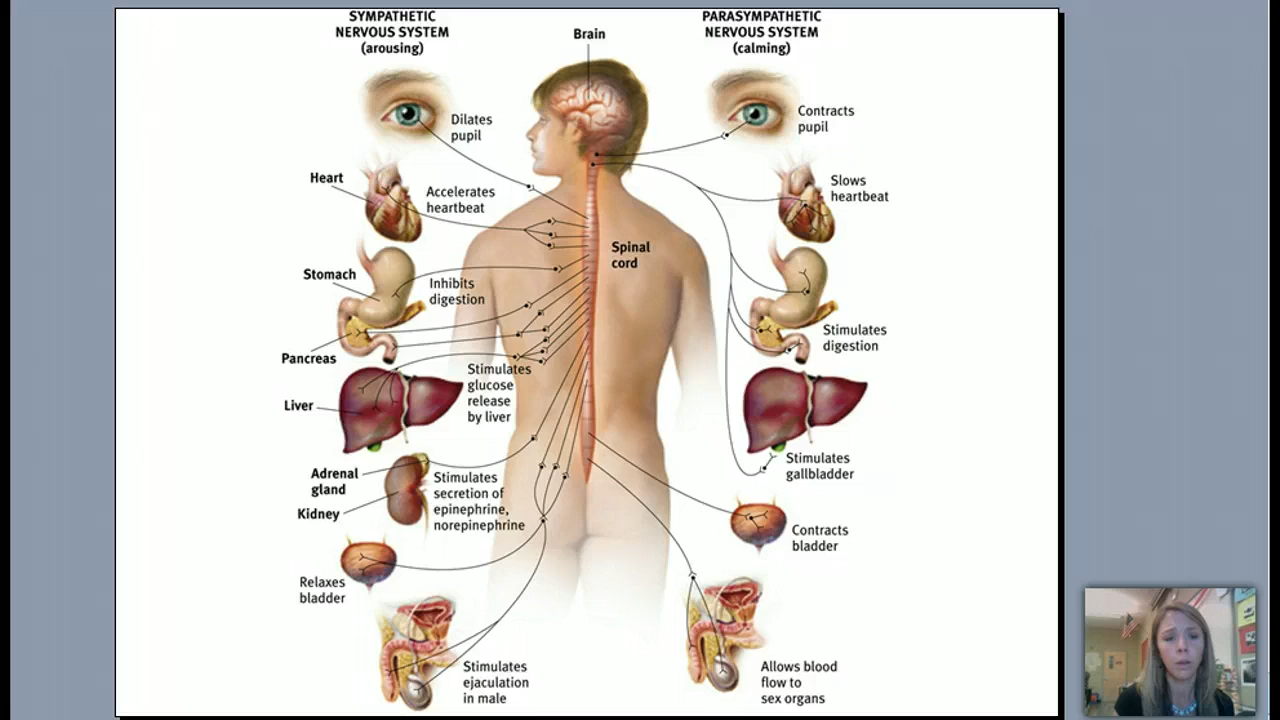 SYMPATHETIC
NERVOUS SYSTEM
(arousing)
Brain
PARASYMPATHETIC
NERVOUS SYSTEM
(calming)
Dilates
pupil
Contracts
pupil
Heart
Accelerates
heartbeat
Slows
heartbeat
Spinal
cord
Stomach
Inhibits
digestion
Stimulates
digestion
Pancreas
Stimulates
glucose
release
by liver
Liver
Stimulates
gallbladder
Adrenal
gland
Kidney
Stimulates
secretion of
epinephrine,
norepinephrine
Contracts
bladder
Relaxes
bladder
Stimulates
ejaculation
in male
Allows blood
flow to
sex organs